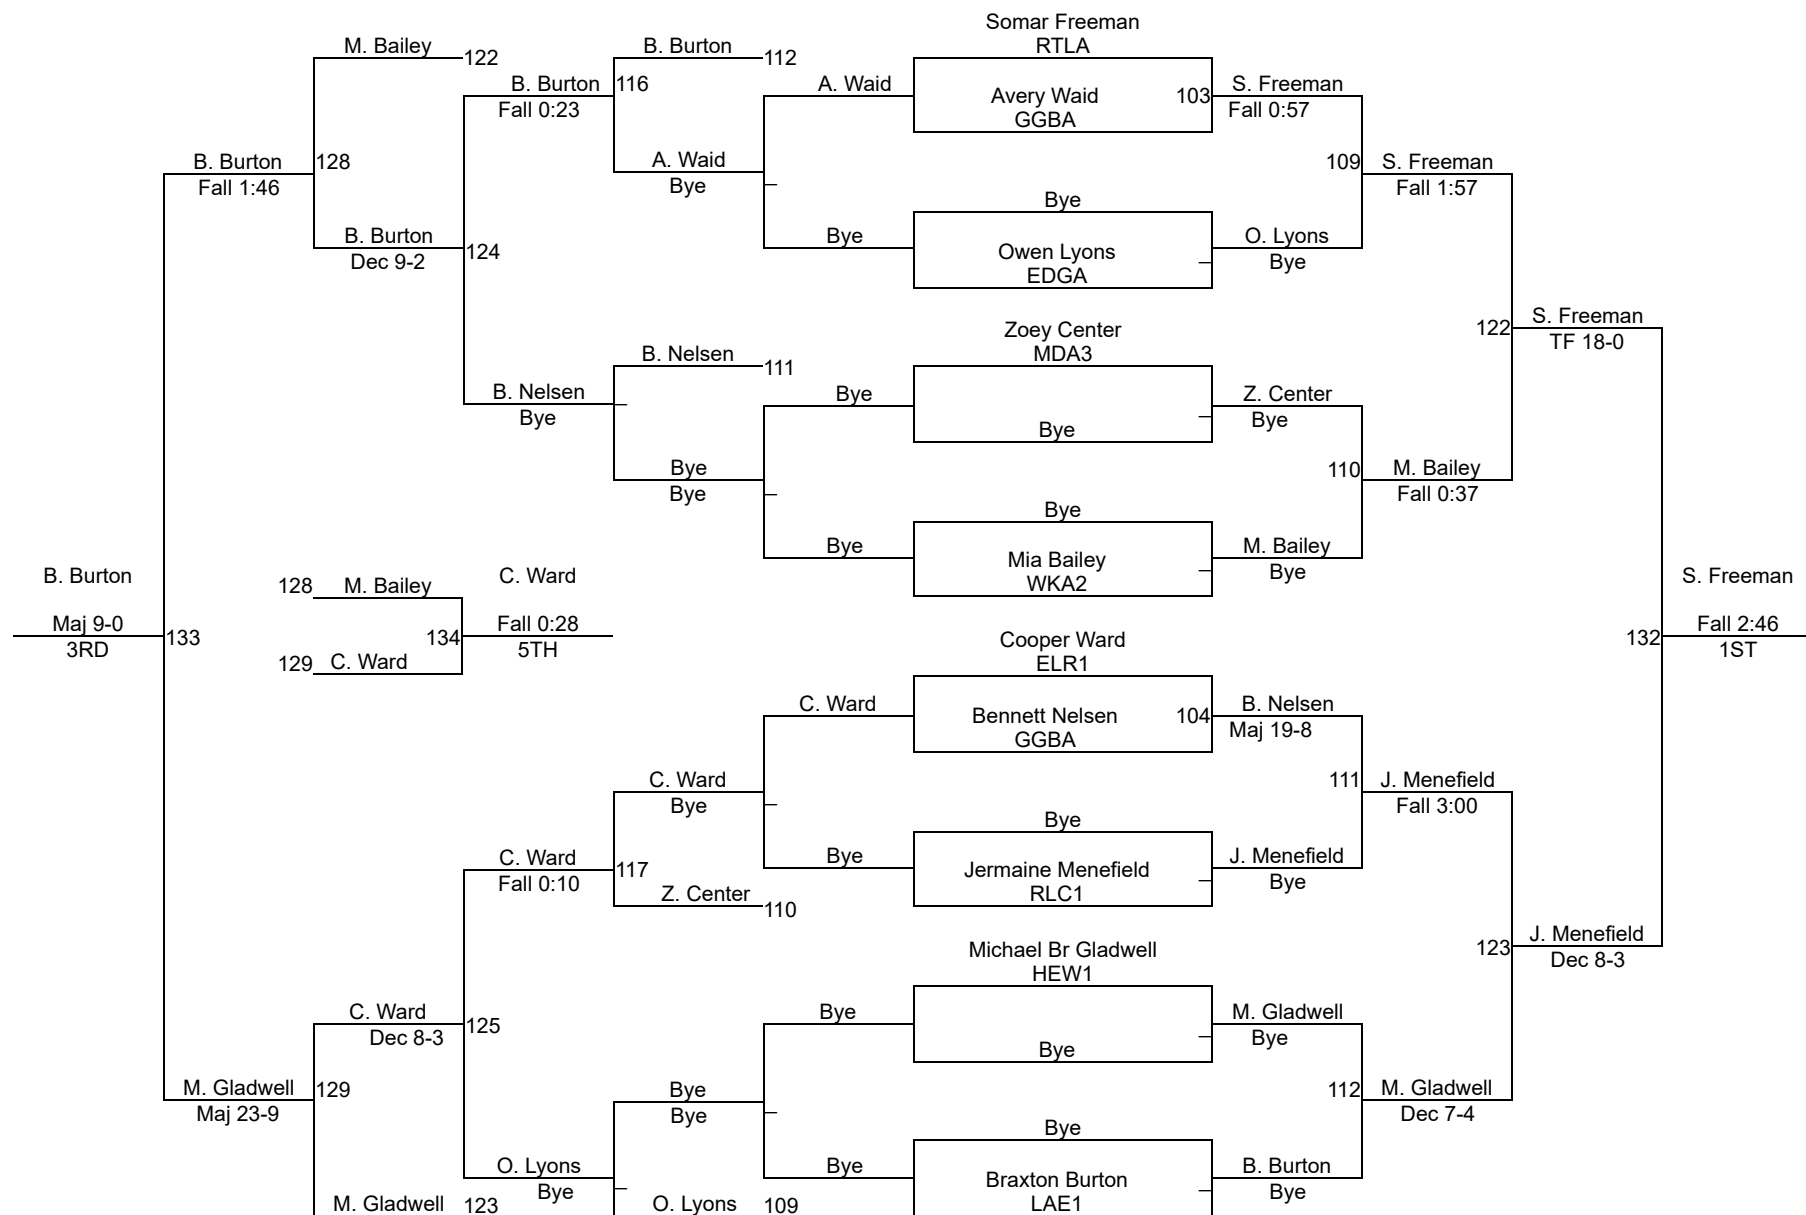 Somar Freeman
RTLA
M. Bailey
122
B. Burton
112
B. Burton
116
A. Waid
Avery Waid
103
S. Freeman
Fall 0:23
GGBA
Fall 0:57
B. Burton
128
A. Waid
109
S. Freeman
Fall 1:46
Bye
Fall 1:57
Bye
B. Burton
124
Bye
Owen Lyons
O. Lyons
Dec 9-2
EDGA
Bye
Zoey Center
S. Freeman
122
MDA3
TF 18-0
B. Nelsen
111
B. Nelsen
Bye
Z. Center
Bye
Bye
Bye
Bye
110
M. Bailey
Bye
Fall 0:37
Bye
Bye
Mia Bailey
M. Bailey
WKA2
Bye
B. Burton
128
M. Bailey
C. Ward
S. Freeman
Maj 9-0
133
134
Fall 0:28
132
Fall 2:46
3RD
5TH
1ST
129
C. Ward
Cooper Ward
ELR1
C. Ward
Bennett Nelsen
104
B. Nelsen
GGBA
Maj 19-8
C. Ward
111
J. Menefield
Bye
Fall 3:00
Bye
C. Ward
117
Bye
Jermaine Menefield
J. Menefield
Fall 0:10
RLC1
Bye
Z. Center
110
Michael Br Gladwell
123
J. Menefield
HEW1
Dec 8-3
C. Ward
125
Bye
M. Gladwell
Dec 8-3
Bye
Bye
M. Gladwell
129
Bye
112
M. Gladwell
Maj 23-9
Bye
Dec 7-4
Bye
O. Lyons
Bye
Braxton Burton
B. Burton
Bye
LAE1
Bye
M. Gladwell
123
O. Lyons
109